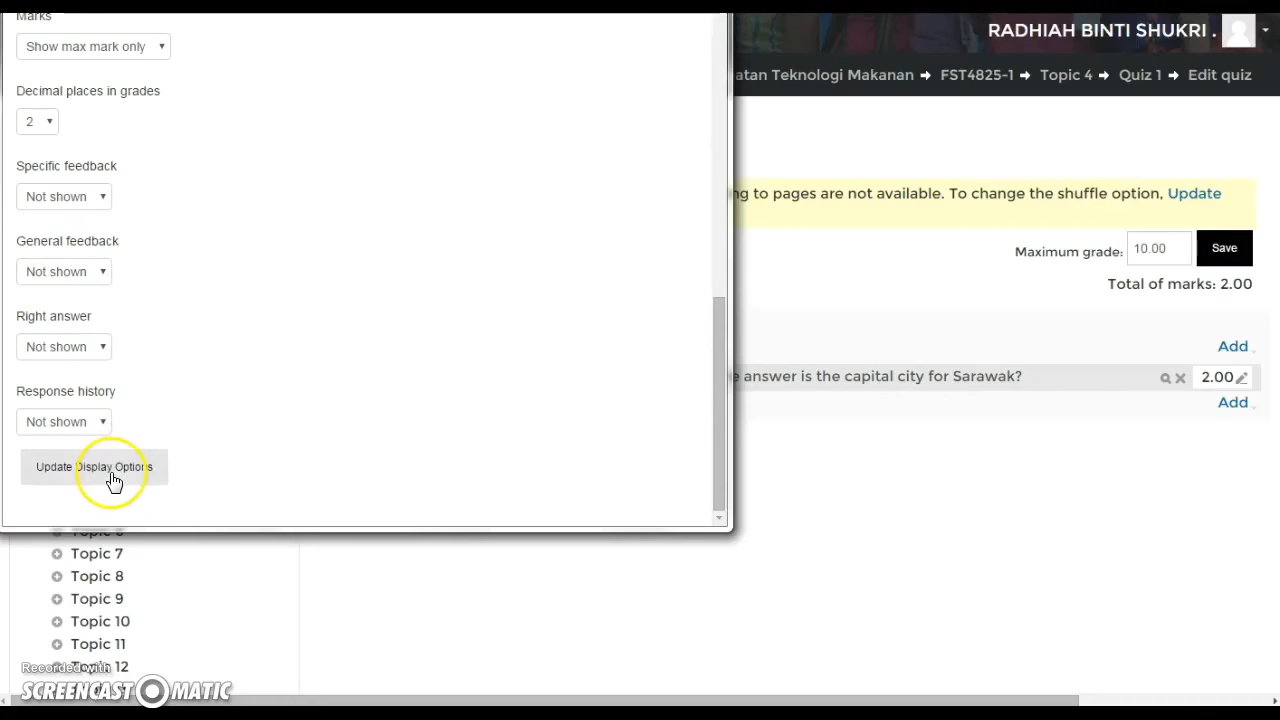 Marks
Show max mark only
Decimal places in grades
2
Specific feedback
Not shown
General feedback
Not shown
Right answer
Not shown
Response history
Not shown
Update Display Options
RADHIAH BINTI SHUKRI .
atan Teknologi Makanan → FST4825-1 → Topic 4 → Quiz 1 → Edit quiz
ng to pages are not available. To change the shuffle option, Update
Maximum grade: 10.00 Save
Total of marks: 2.00
Add
e answer is the capital city for Sarawak? 2.00
Add
Topic 7
Topic 8
Topic 9
Topic 10
Topic 11
Topic 12
Recorded with
SCREENCAST-O-MATIC